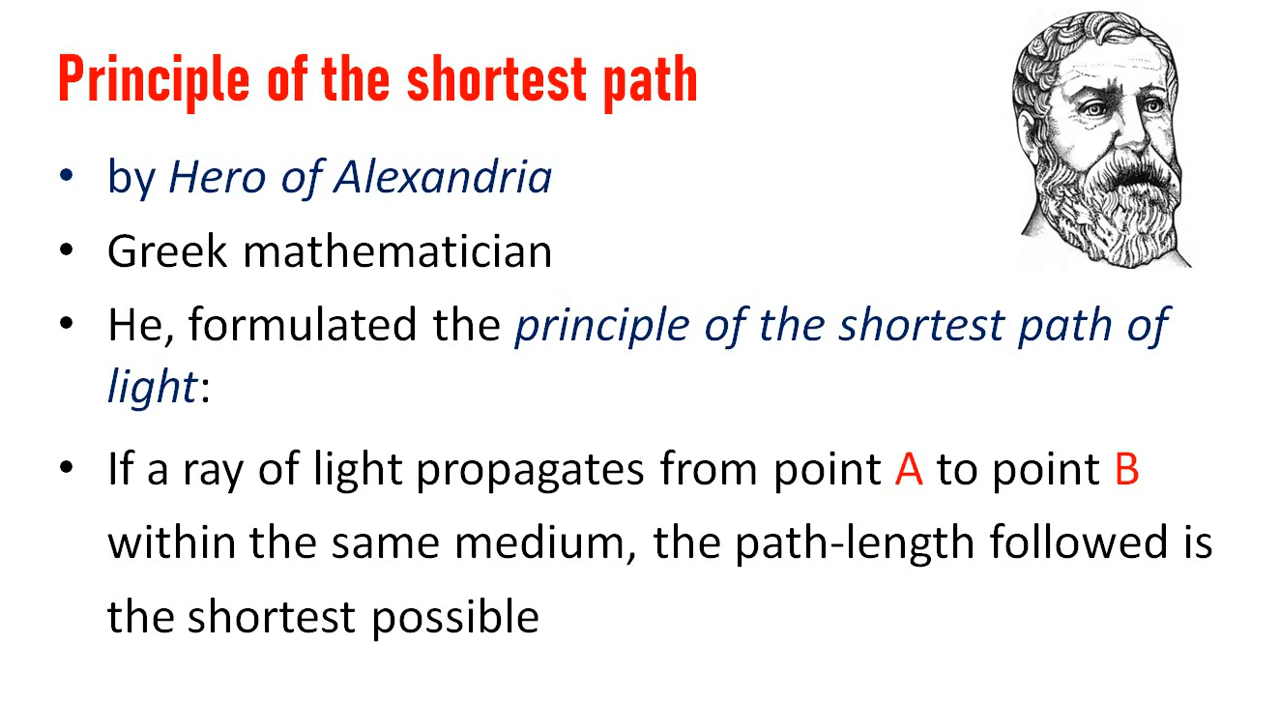 Principle of the shortest path
• by Hero of Alexandria
• Greek mathematician
• He, formulated the principle of the shortest path of
light:
• If a ray of light propagates from point A to point B
within the same medium, the path-length followed is
the shortest possible